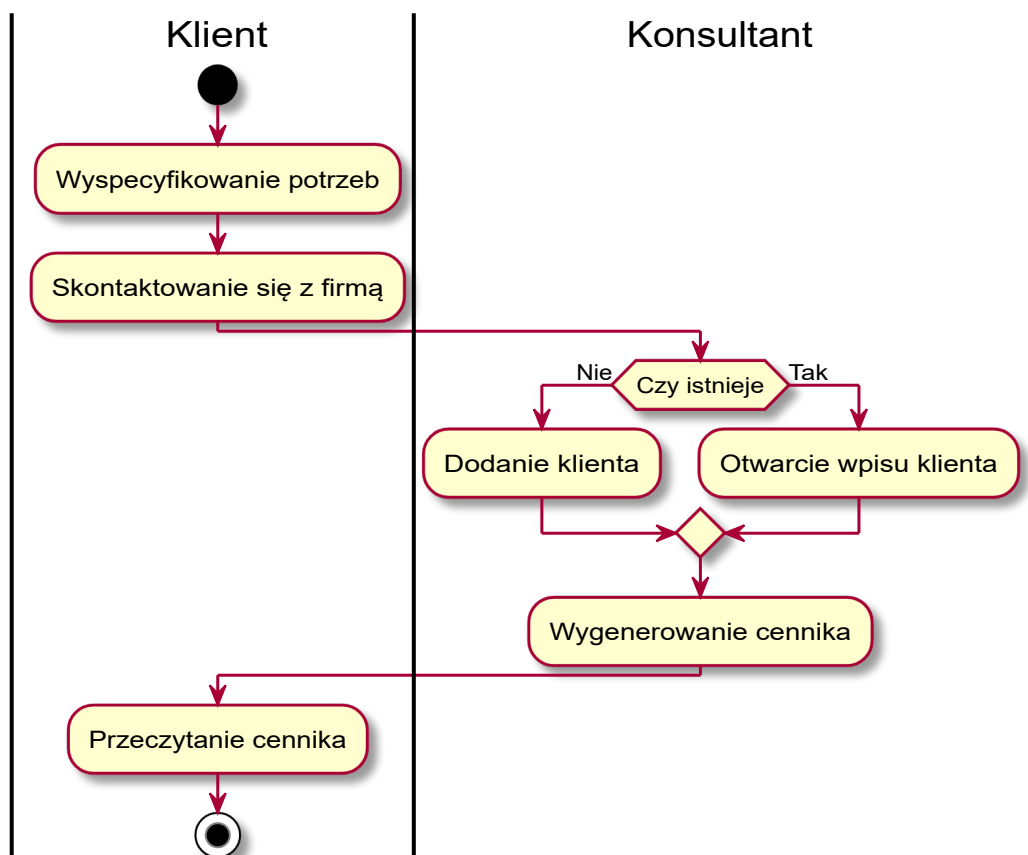 Klient
Konsultant
Wyspecyfikowanie potrzeb
Skontaktowanie się z firmą
Nie
Czy istnieje
Tak
Dodanie klienta
Otwarcie wpisu klienta
Wygenerowanie cennika
Przeczytanie cennika